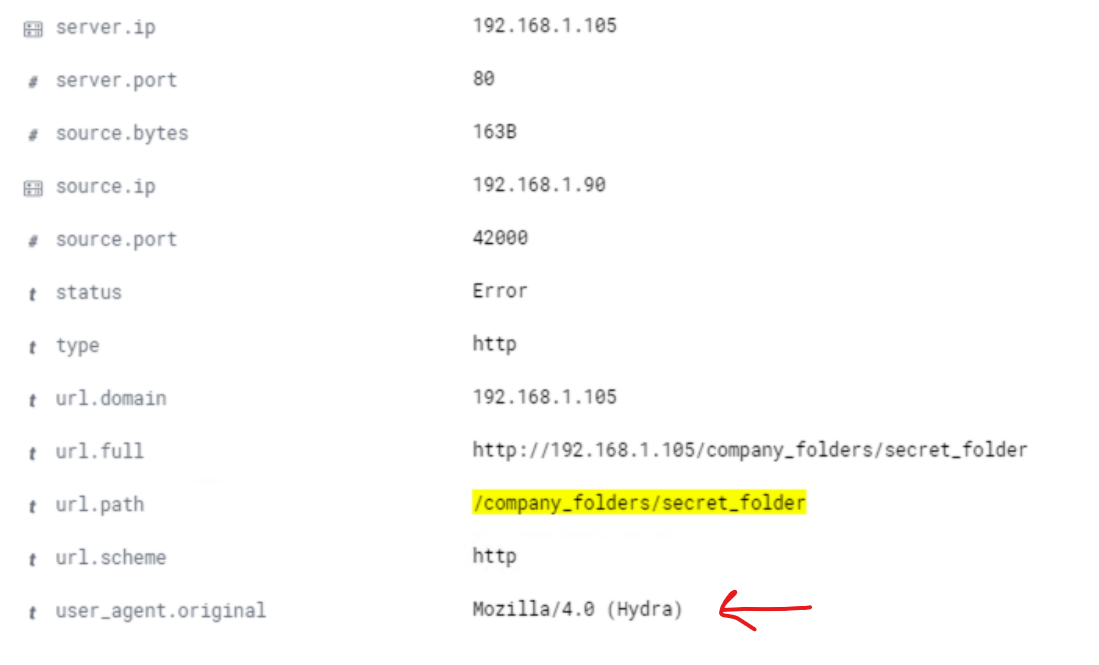 server.ip 192.168.1.105
# server.port 80
# source.bytes 163B
source.ip 192.168.1.90
# source.port 42000
t status Error
t type http
t url.domain 192.168.1.105
t url.full http://192.168.1.105/company_folders/secret_folder
t url.path /company_folders/secret_folder
t url.scheme http
t user_agent.original Mozilla/4.0 (Hydra)